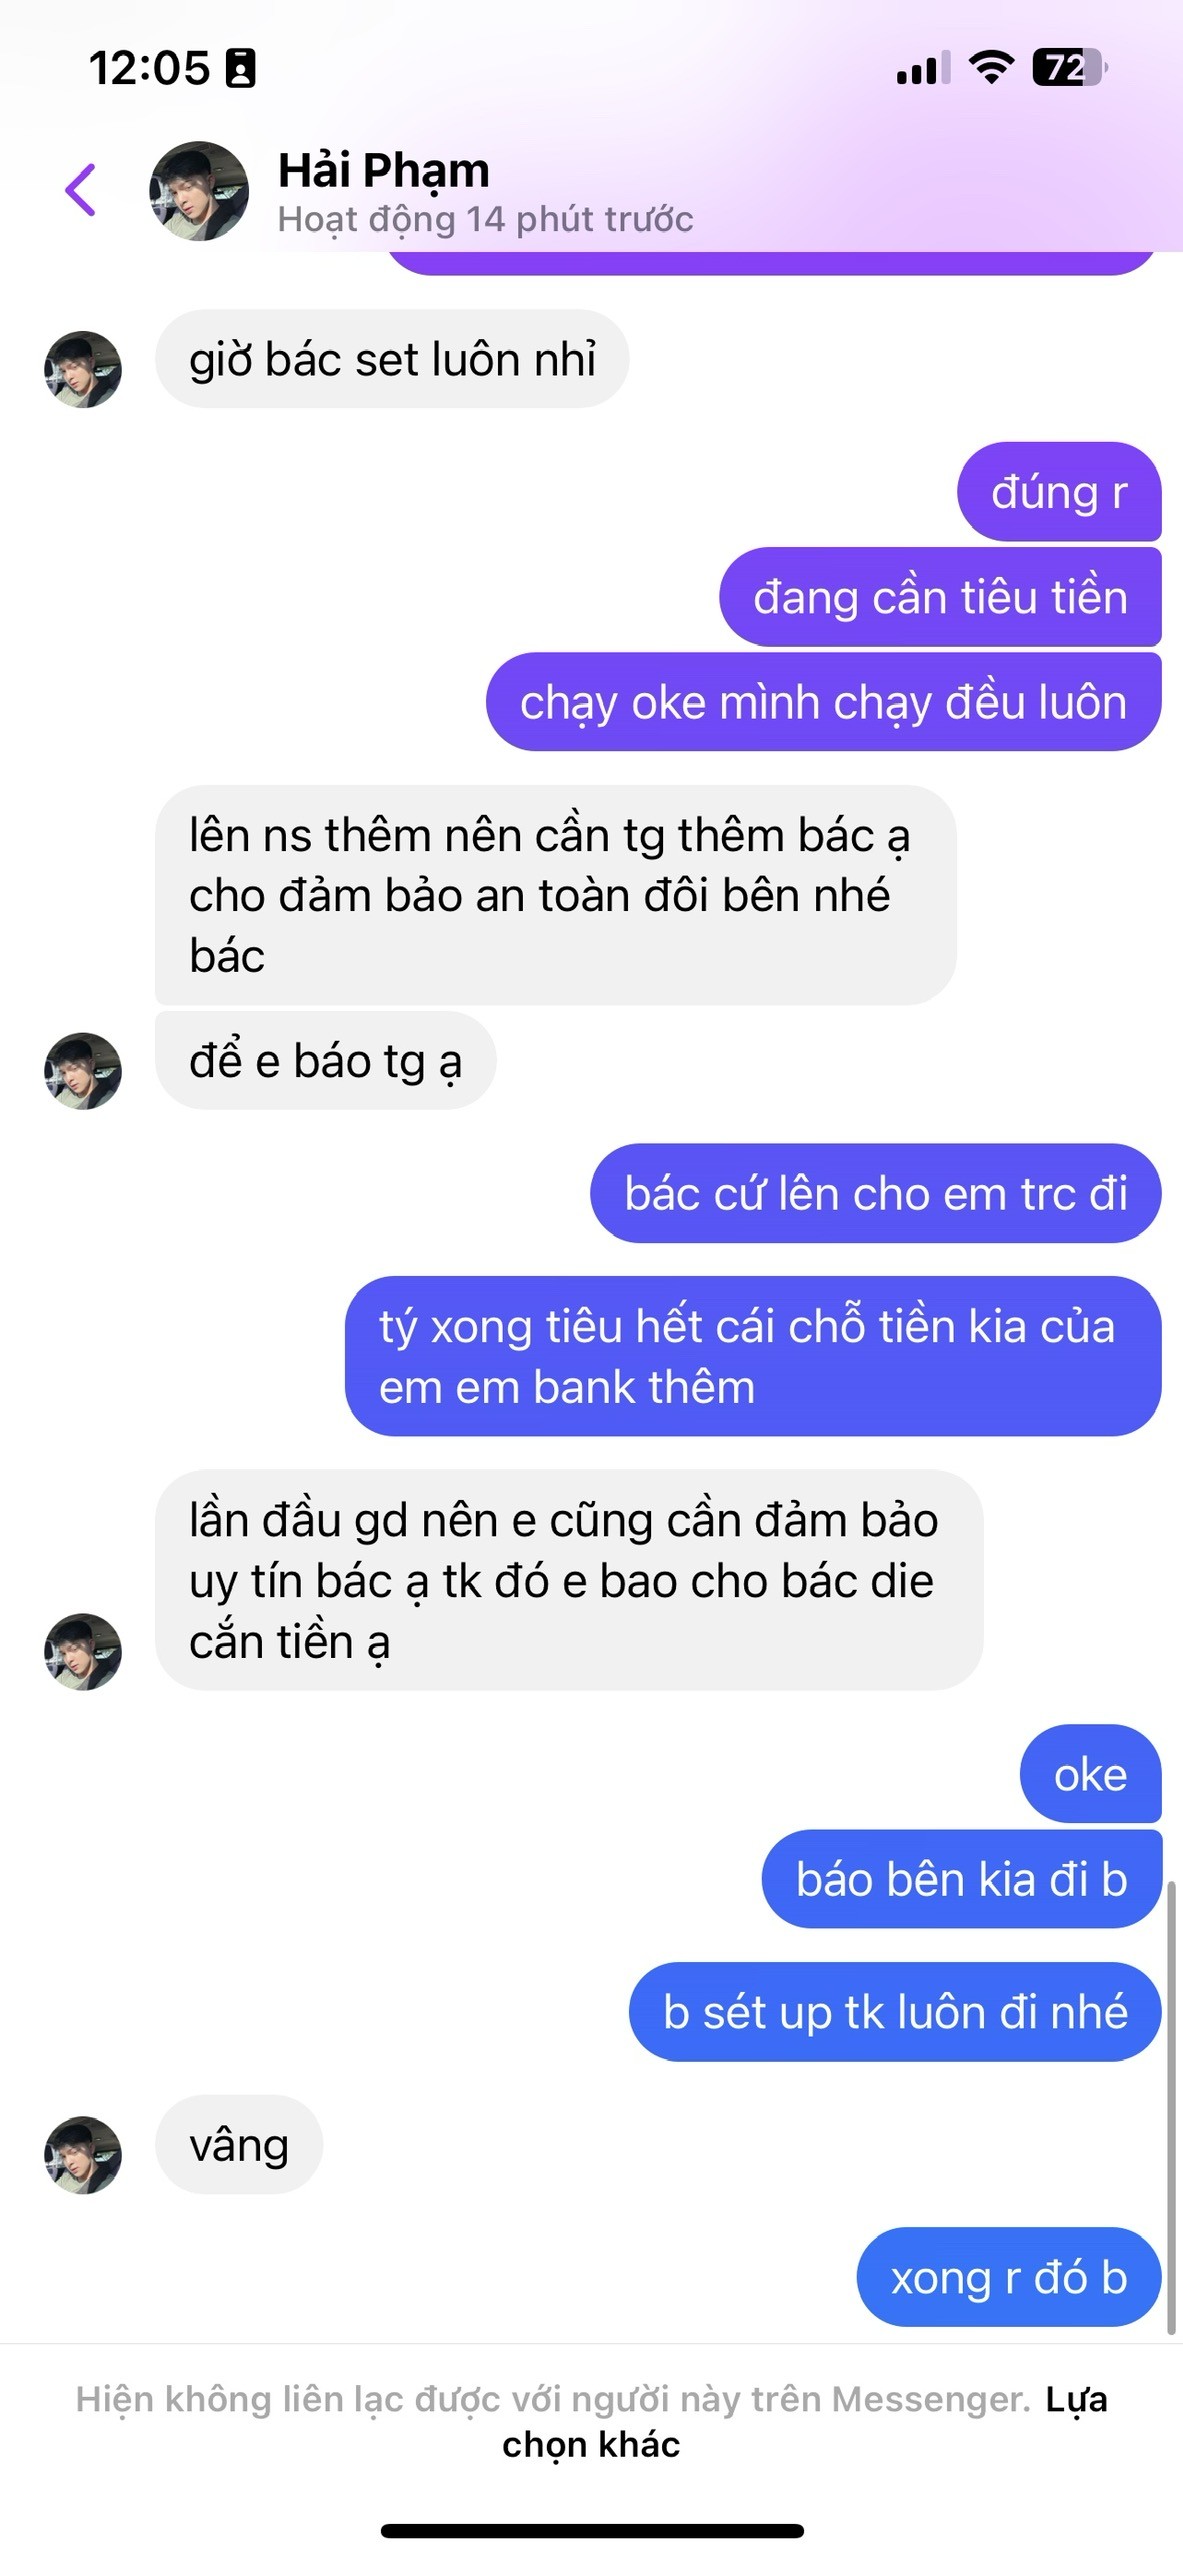 12:05
72
Hải Phạm
Hoạt động 14 phút trước
giờ bác set luôn nhỉ
đúng r
đang cần tiêu tiền
chạy oke mình chạy đều luôn
lên ns thêm nên cần tg thêm bác ạ
cho đảm bảo an toàn đôi bên nhé
bác
để e báo tg ạ
bác cứ lên cho em trc đi
tý xong tiêu hết cái chỗ tiền kia của
em em bank thêm
lần đầu gd nên e cũng cần đảm bảo
uy tín bác ạ tk đó e bao cho bác die
cắn tiền ạ
oke
báo bên kia đi b
b sét up tk luôn đi nhé
vâng
xong r đó b
Hiện không liên lạc được với người này trên Messenger. Lựa
chọn khác